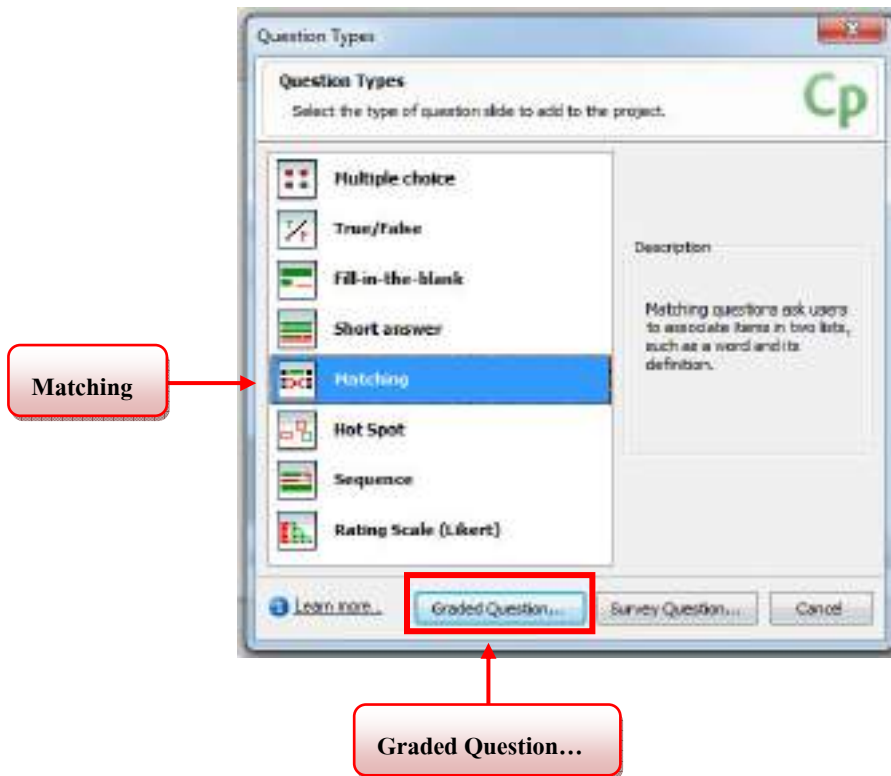 Question Types
Question Types
Select the type of question slide to add to the project.
Cp
Multiple choice
True/False
Fill-in-the-blank
Short answer
Matching
Hot Spot
Sequence
Rating Scale (Likert)
Description
Matching questions ask users
to associate items in two lists,
such as a word and its
definition.
Learn more...
Graded Question...
Survey Question...
Cancel
Matching
Graded Question…